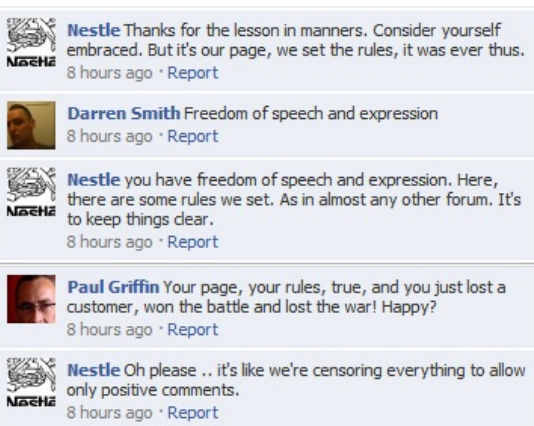 Nestle Thanks for the lesson in manners. Consider yourself
embraced. But it's our page, we set the rules, it was ever thus.
8 hours ago · Report
Nestlé
Darren Smith Freedom of speech and expression
8 hours ago · Report
Nestle you have freedom of speech and expression. Here,
there are some rules we set. As in almost any other forum. It's
to keep things clear.
8 hours ago · Report
Nestlé
Paul Griffin Your page, your rules, true, and you just lost a
customer, won the battle and lost the war! Happy?
8 hours ago · Report
Nestle Oh please .. it's like we're censoring everything to allow
only positive comments.
8 hours ago · Report
Nestlé